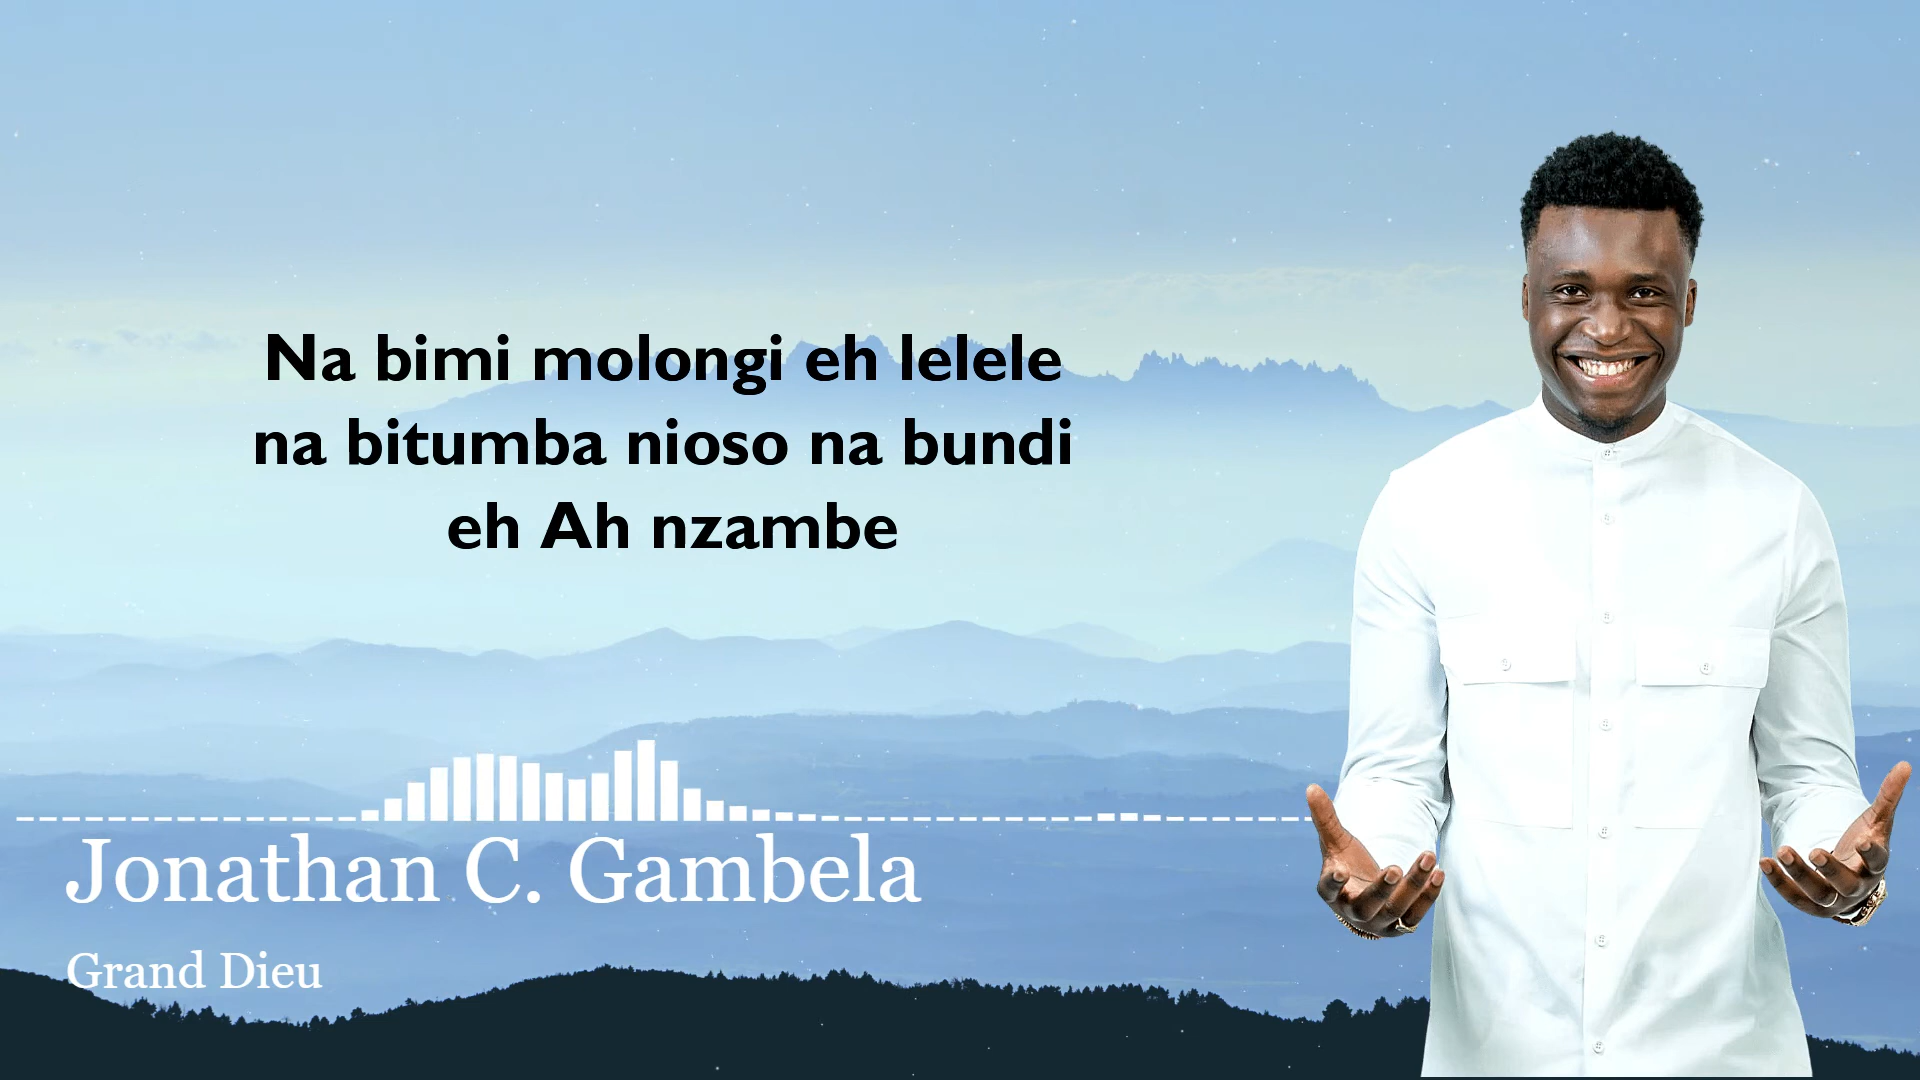 Na bimi molongi eh lelele
na bitumba nioso na bundi
eh Ah nzambe
Jonathan C. Gambela
Grand Dieu